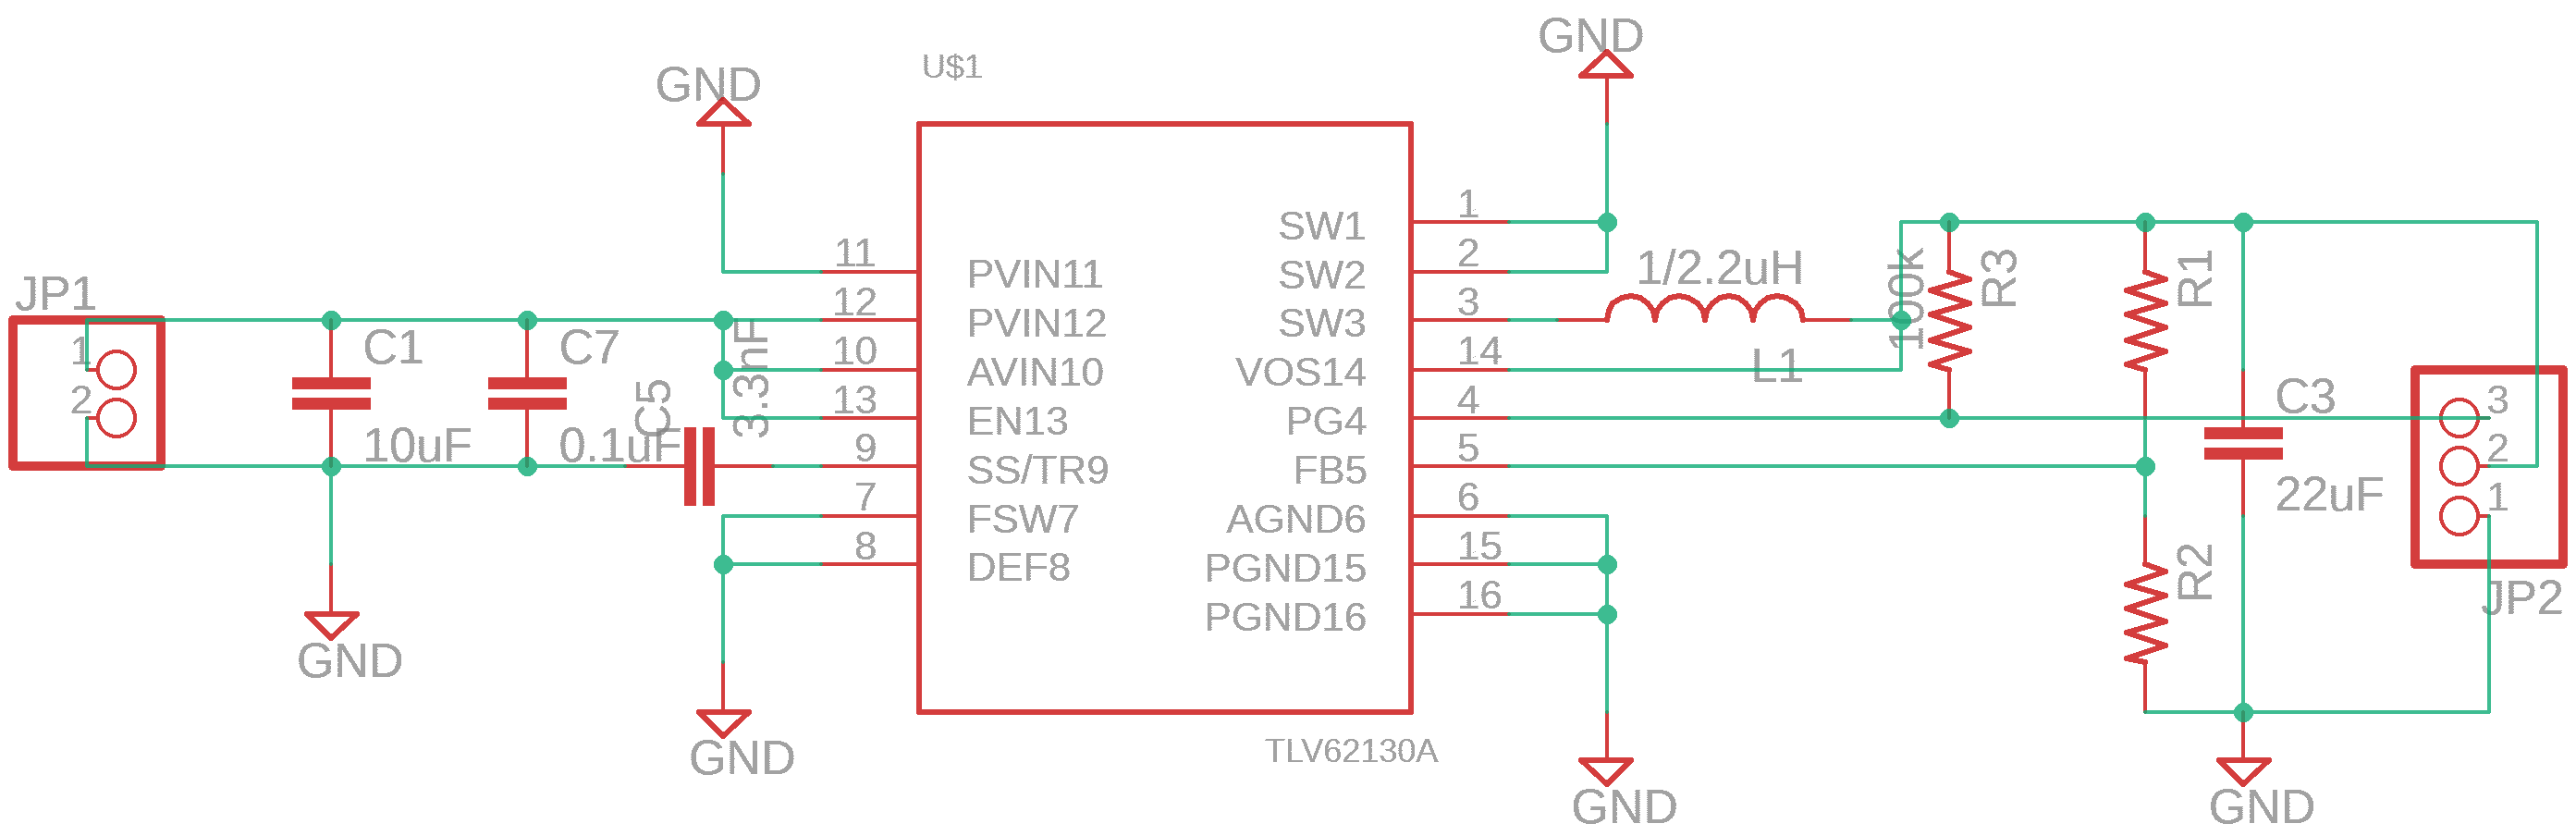 GND
GND
U$1
JP1
1
2
C1
10uF
C7
0.1uF
C5
3.3nF
GND
GND
11
12
10
13
9
7
8
PVIN11
PVIN12
AVIN10
EN13
SS/TR9
FSW7
DEF8
SW1
SW2
SW3
VOS14
PG4
FB5
AGND6
PGND15
PGND16
1
2
3
14
4
5
6
15
16
TLV62130A
1/2.2uH
L1
100k
R3
R1
R2
C3
22uF
3
2
1
JP2
GND
GND